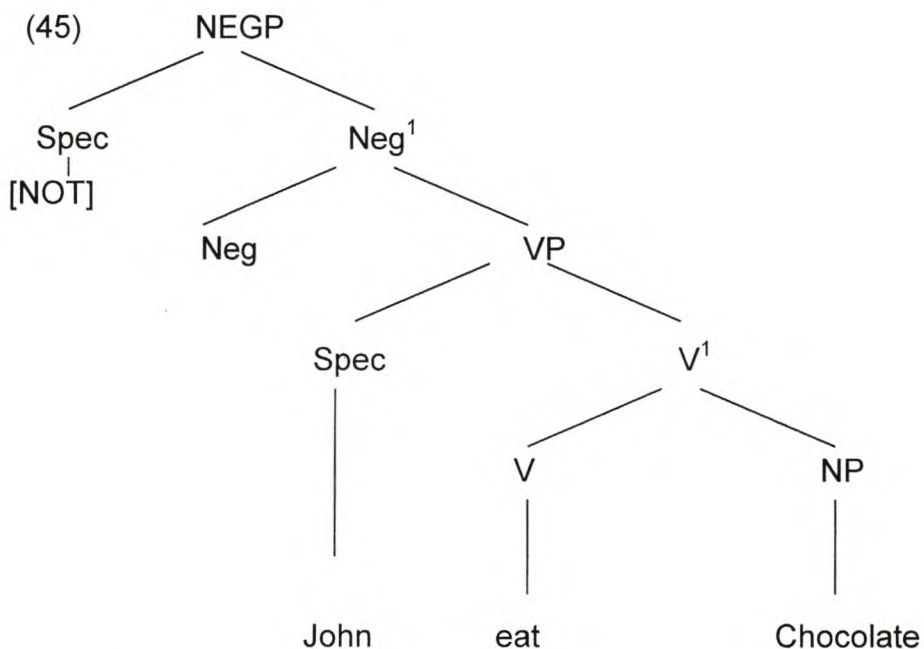 (45) NEGP
Spec Neg¹
[NOT]
Neg VP
Spec V¹
V NP
John eat Chocolate